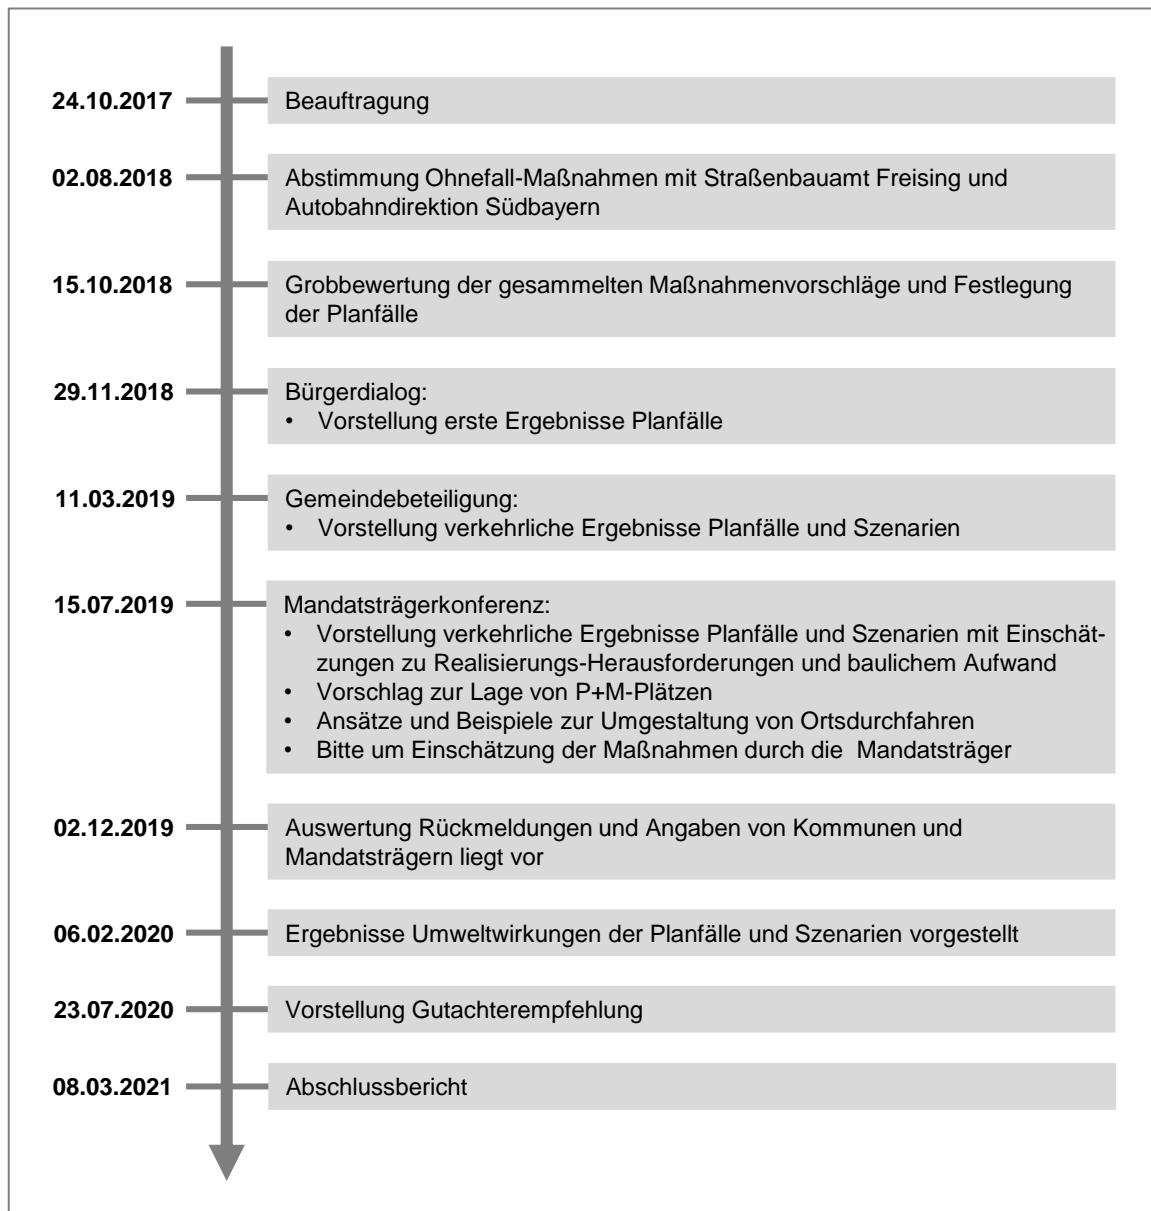 24.10.2017 Beauftragung
02.08.2018 Abstimmung Ohnefall-Maßnahmen mit Straßenbauamt Freising und
Autobahndirektion Südbayern
15.10.2018 Grobbewertung der gesammelten Maßnahmenvorschläge und Festlegung
der Planfälle
29.11.2018 Bürgerdialog:
• Vorstellung erste Ergebnisse Planfälle
11.03.2019 Gemeindebeteiligung:
• Vorstellung verkehrliche Ergebnisse Planfälle und Szenarien
15.07.2019 Mandatsträgerkonferenz:
• Vorstellung verkehrliche Ergebnisse Planfälle und Szenarien mit Einschät-
zungen zu Realisierungs-Herausforderungen und baulichem Aufwand
• Vorschlag zur Lage von P+M-Plätzen
• Ansätze und Beispiele zur Umgestaltung von Ortsdurchfahren
• Bitte um Einschätzung der Maßnahmen durch die Mandatsträger
02.12.2019 Auswertung Rückmeldungen und Angaben von Kommunen und
Mandatsträgern liegt vor
06.02.2020 Ergebnisse Umweltwirkungen der Planfälle und Szenarien vorgestellt
23.07.2020 Vorstellung Gutachterempfehlung
08.03.2021 Abschlussbericht